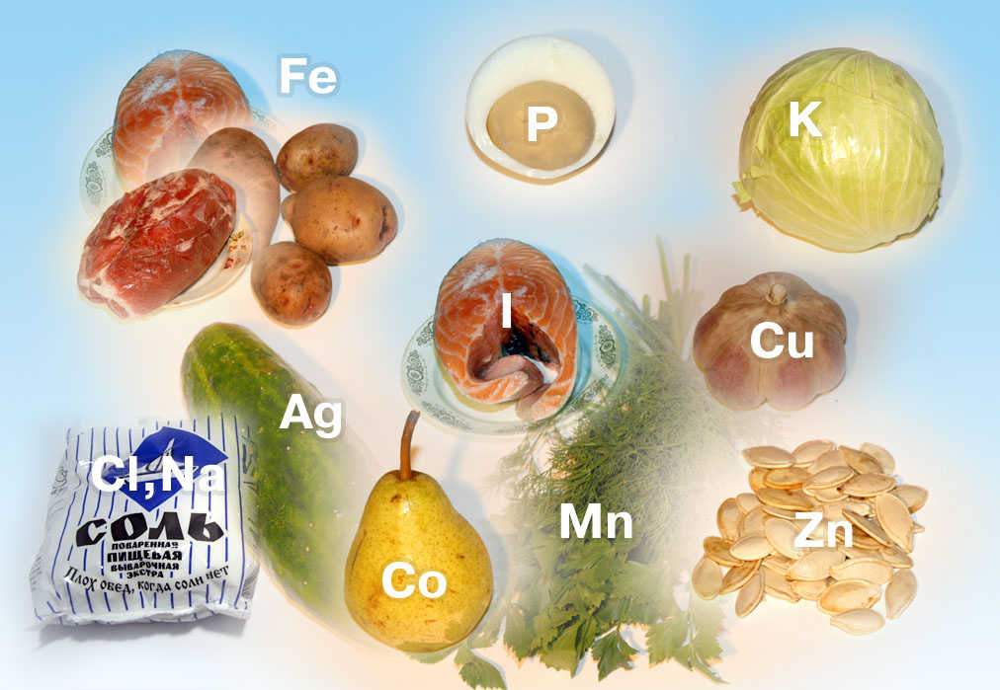 Fe
P
K
I
Cu
Ag
Cl,Na
соль
поваренная
пищевая
выварочная
экстра
Плох обед, когда соли нет
Co
Mn
Zn